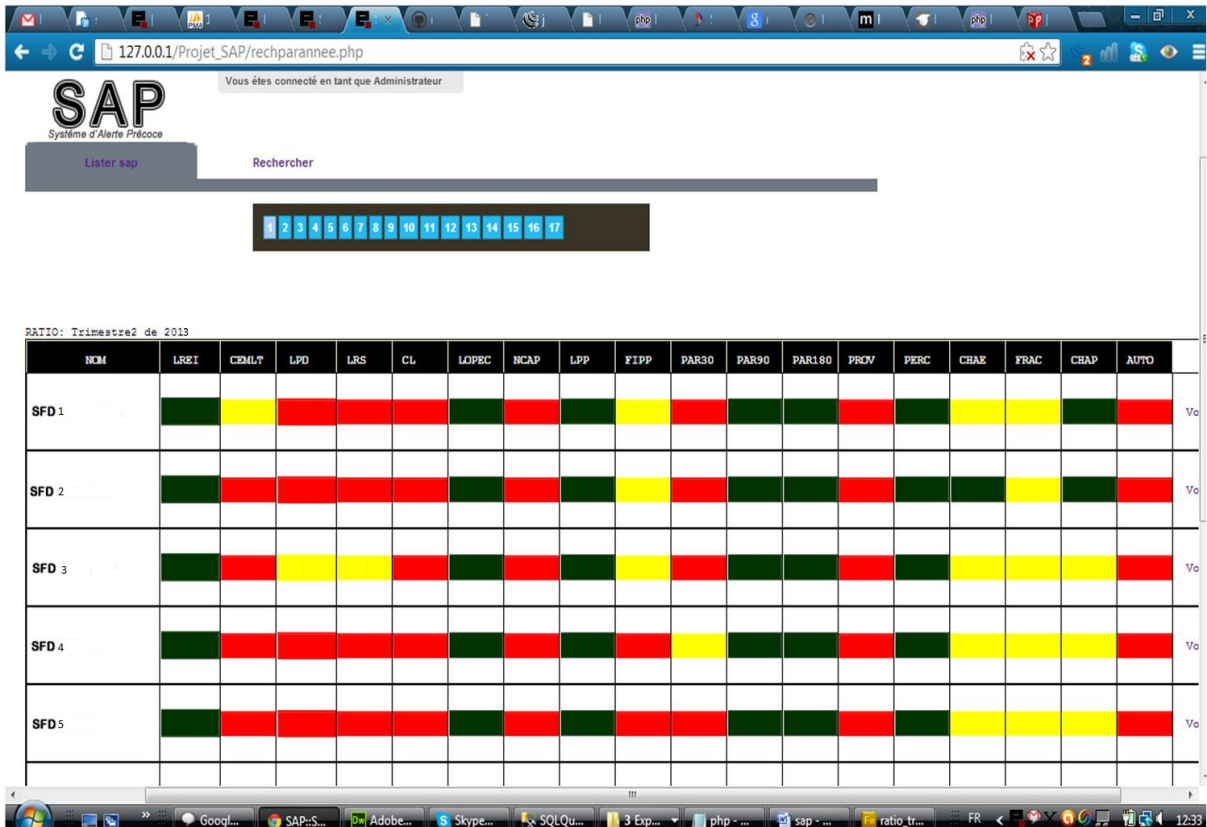 127.0.0.1/Projet_SAP/rechparannee.php
Vous étes connecté en tant que Administrateur
SAP
Systéme d'Alerte Précoce
Lister sap Rechercher
1 2 3 4 5 6 7 8 9 10 11 12 13 14 15 16 17
RATIO: Trimestre2 de 2013
NOM LREI CEMLT LPD LRS CL LOPEC NCAP LPP FIPP PAR30 PAR90 PAR180 PROV PERC CHAE FRAC CHAP AUTO
SFD 1 Vo
SFD 2 Vo
SFD 3 Vo
SFD 4 Vo
SFD 5 Vo
Googl... SAP::S... Adobe... Skype... SQLQu... 3 Exp... php - ... sap - ... ratio_tr... FR 12:33